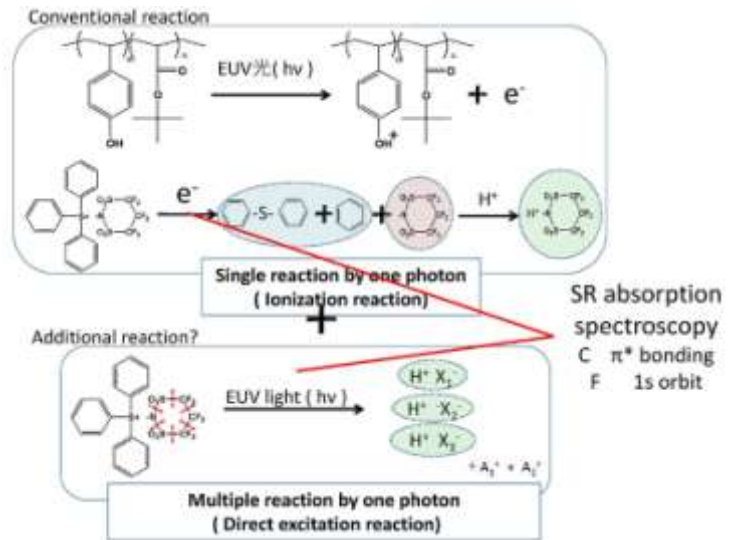 Conventional reaction
EUV光( hν )
OH
OH
+
+ e⁻
e⁻
-S-
+
+
H⁺
H⁺
Single reaction by one photon
( Ionization reaction)
+
SR absorption
spectroscopy
C π* bonding
F 1s orbit
Additional reaction?
EUV light ( hν )
H⁺ X₁⁻
H⁺ X₂⁻
H⁺ X₃⁻
Multiple reaction by one photon
( Direct excitation reaction)